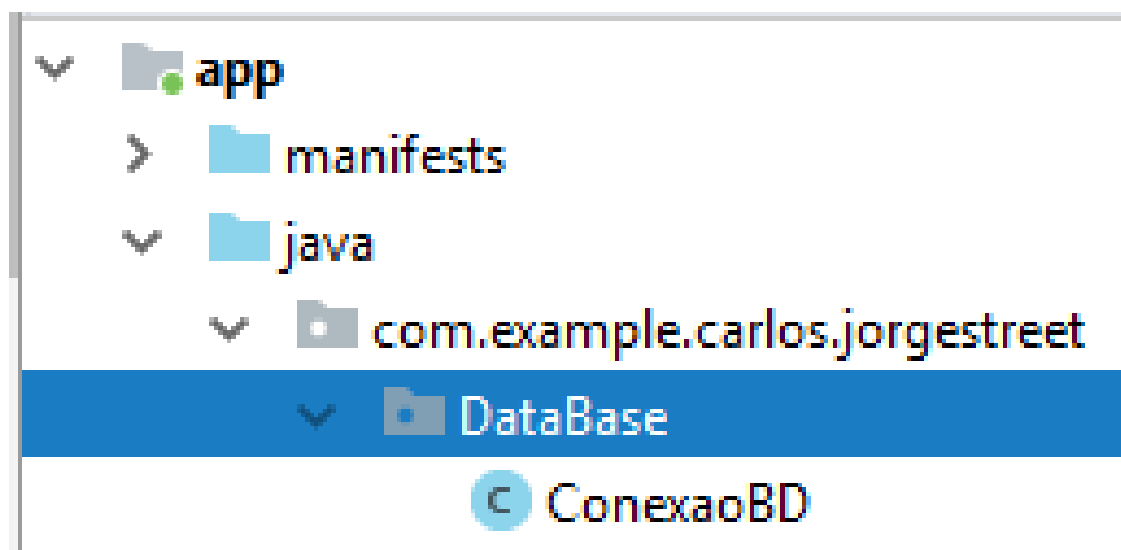 app
manifests
java
com.example.carlos.jorgestreet
DataBase
C ConexaoBD